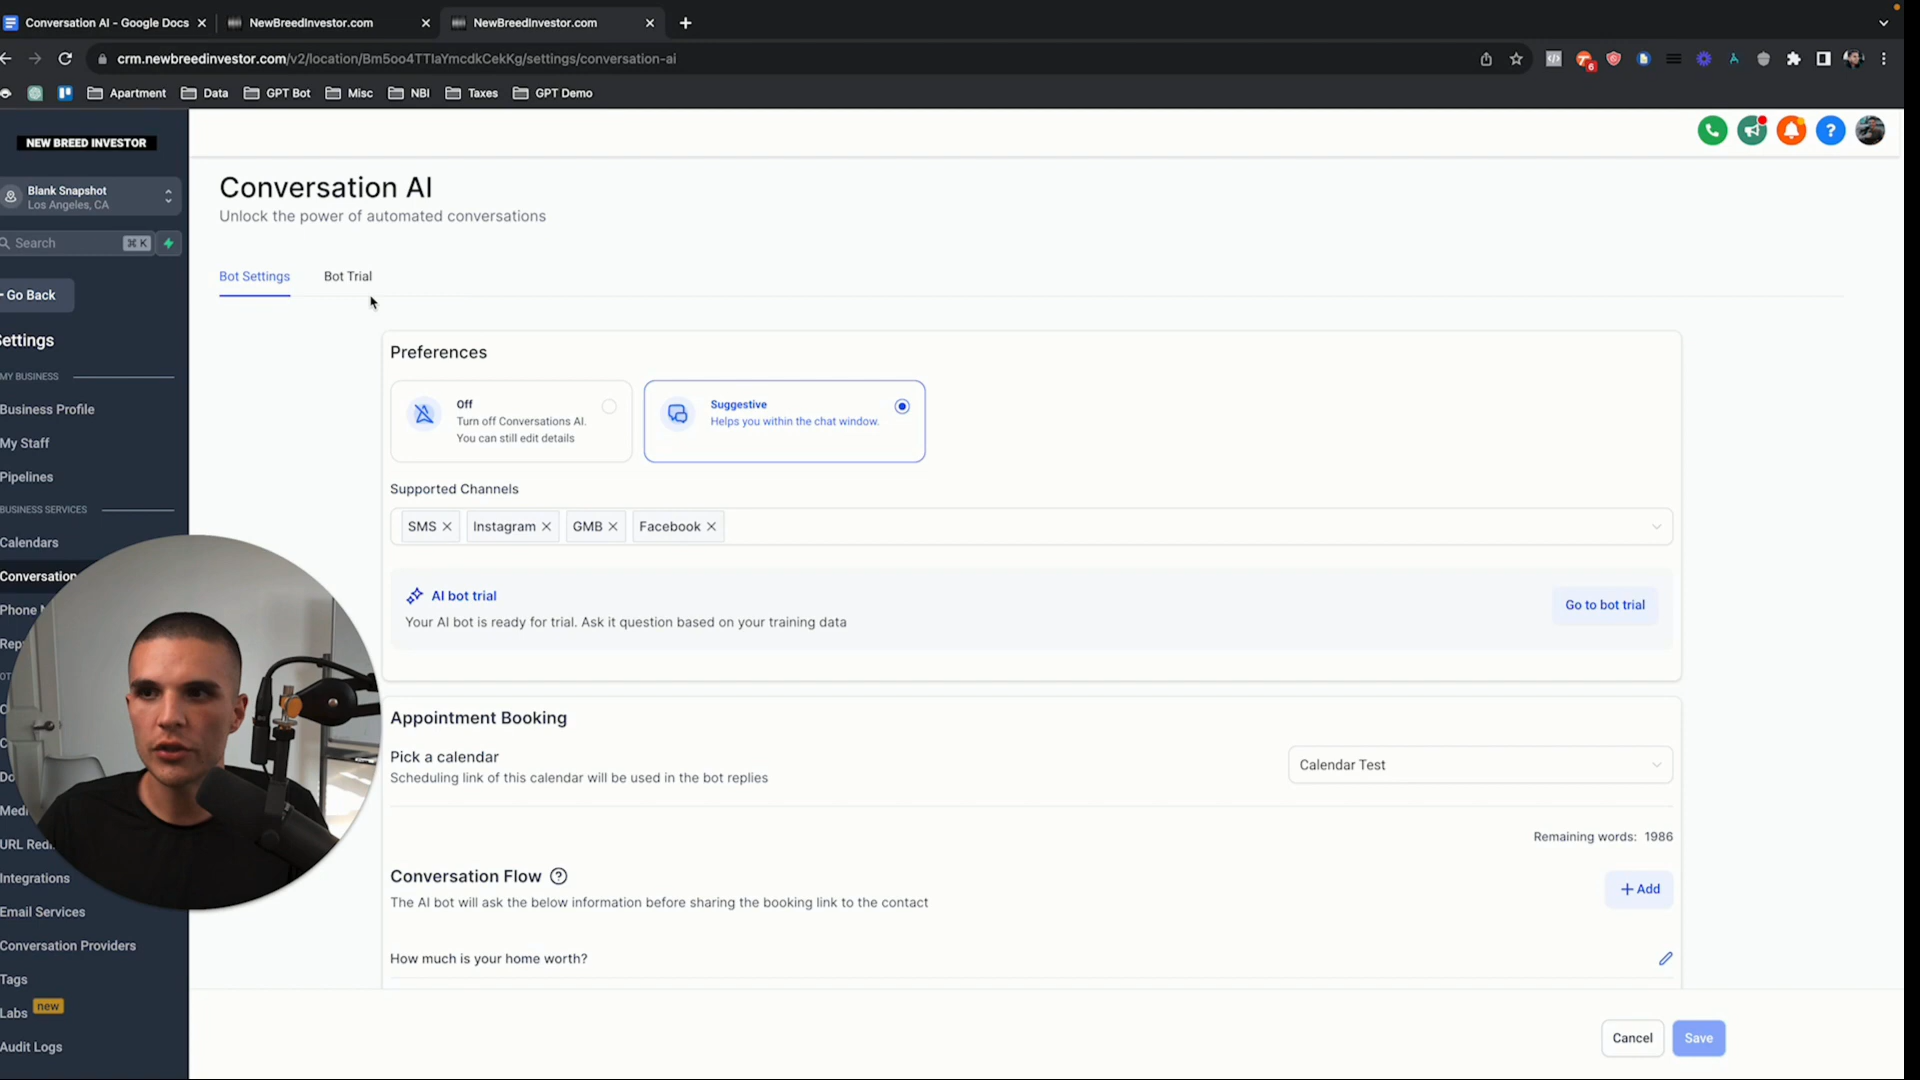 Conversation AI - Google Docs
NewBreedInvestor.com
NewBreedInvestor.com
crm.newbreedinvestor.com/v2/location/Bm5oo4TTIaYmcdkCekKg/settings/conversation-ai
6
Apartment
Data
GPT Bot
Misc
NBI
Taxes
GPT Demo
NEW BREED INVESTOR
Blank Snapshot
Los Angeles, CA
Search
⌘ K
Go Back
Settings
MY BUSINESS
Business Profile
My Staff
Pipelines
BUSINESS SERVICES
Calendars
Conversation
Phone
URL Redi
Integrations
Email Services
Conversation Providers
Tags
Labs
new
Audit Logs
Conversation AI
Unlock the power of automated conversations
Bot Settings
Bot Trial
Preferences
Off
Turn off Conversations AI.
You can still edit details
Suggestive
Helps you within the chat window.
Supported Channels
SMS
Instagram
GMB
Facebook
AI bot trial
Your AI bot is ready for trial. Ask it question based on your training data
Go to bot trial
Appointment Booking
Pick a calendar
Scheduling link of this calendar will be used in the bot replies
Calendar Test
Remaining words: 1986
Conversation Flow
The AI bot will ask the below information before sharing the booking link to the contact
+ Add
How much is your home worth?
Cancel
Save